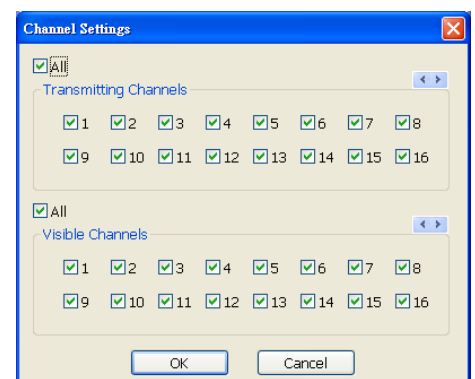 Channel Settings
All
Transmitting Channels
1 2 3 4 5 6 7 8
9 10 11 12 13 14 15 16
All
Visible Channels
1 2 3 4 5 6 7 8
9 10 11 12 13 14 15 16
OK Cancel